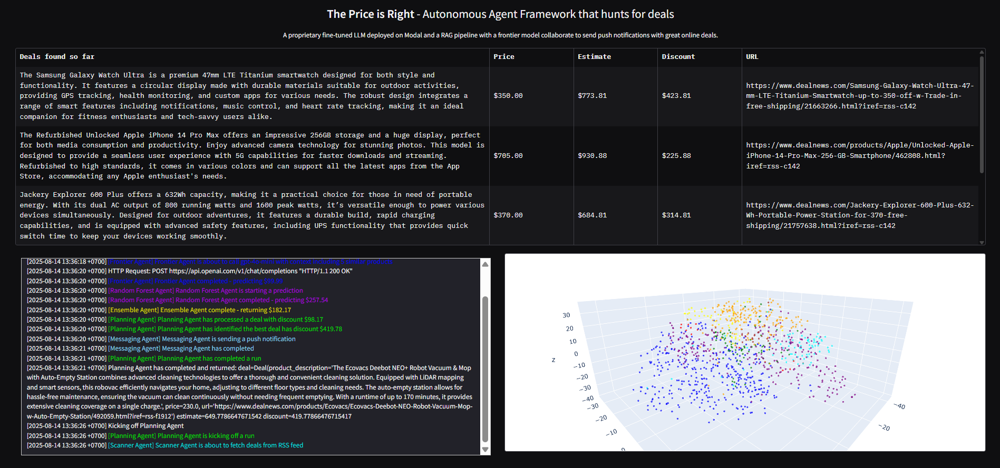 The Price is Right - Autonomous Agent Framework that hunts for deals
A proprietary fine-tuned LLM deployed on Modal and a RAG pipeline with a frontier model collaborate to send push notifications with great online deals.
Deals found so far Price Estimate Discount URL
The Samsung Galaxy Watch Ultra is a premium 47mm LTE Titanium smartwatch designed for both style and
functionality. It features a circular display made with durable materials suitable for outdoor activities,
providing GPS tracking, health monitoring, and custom apps for various needs. The robust design integrates a
range of smart features including notifications, music control, and heart rate tracking, making it an ideal
companion for fitness enthusiasts and tech-savvy users alike.
$350.00
$773.81
$423.81
https://www.dealnews.com/Samsung-Galaxy-Watch-Ultra-47-
mm-LTE-Titanium-Smartwatch-up-to-350-off-w-Trade-in-
free-shipping/21663266.html?iref=rss-c142
The Refurbished Unlocked Apple iPhone 14 Pro Max offers an impressive 256GB storage and a huge display, perfect
for both media consumption and productivity. Enjoy advanced camera technology for stunning photos. This model is
designed to provide a seamless user experience with 5G capabilities for faster downloads and streaming.
Refurbished to high standards, it comes in various colors and can support all the latest apps from the App
Store, accommodating any Apple enthusiast's needs.
$705.00
$930.88
$225.88
https://www.dealnews.com/products/Apple/Unlocked-Apple-
iPhone-14-Pro-Max-256-GB-Smartphone/462808.html?
iref=rss-c142
Jackery Explorer 600 Plus offers a 632Wh capacity, making it a practical choice for those in need of portable
energy. With its dual AC output of 800 running watts and 1600 peak watts, it’s versatile enough to power various
devices simultaneously. Designed for outdoor adventures, it features a durable build, rapid charging
capabilities, and is equipped with advanced safety features, including UPS functionality that provides quick
switch time to keep your devices working smoothly.
$370.00
$684.81
$314.81
https://www.dealnews.com/Jackery-Explorer-600-Plus-632-
Wh-Portable-Power-Station-for-370-free-
shipping/21757638.html?iref=rss-c142
[2025-08-14 13:36:18 +0700] [Frontier Agent] Frontier Agent is about to call gpt-4o-mini with context including 5 similar products
[2025-08-14 13:36:20 +0700] HTTP Request: POST https://api.openai.com/v1/chat/completions "HTTP/1.1 200 OK"
[2025-08-14 13:36:20 +0700] [Frontier Agent] Frontier Agent completed - predicting
[2025-08-14 13:36:20 +0700] [Random Forest Agent] Random Forest Agent is starting a prediction
[2025-08-14 13:36:20 +0700] [Random Forest Agent] Random Forest Agent completed - predicting $257.54
[2025-08-14 13:36:20 +0700] [Ensemble Agent] Ensemble Agent complete - returning $182.17
[2025-08-14 13:36:20 +0700] [Planning Agent] Planning Agent has processed a deal with discount $98.17
[2025-08-14 13:36:20 +0700] [Planning Agent] Planning Agent has identified the best deal has discount $419.78
[2025-08-14 13:36:20 +0700] [Messaging Agent] Messaging Agent is sending a push notification
[2025-08-14 13:36:21 +0700] [Messaging Agent] Messaging Agent has completed
[2025-08-14 13:36:21 +0700] [Planning Agent] Planning Agent has completed a run
[2025-08-14 13:36:21 +0700] Planning Agent has completed and returned: deal=Deal(product_description='The Ecovacs Deebot NEO+ Robot Vacuum & Mop
with Auto-Empty Station combines advanced cleaning technologies to offer a thorough and convenient cleaning solution. Equipped with LiDAR mapping
and smart sensors, this robovac efficiently navigates your home, adjusting to different floor types and cleaning needs. The auto-empty station allows for
hassle-free maintenance, ensuring the vacuum can clean continuously without needing frequent emptying. With a runtime of up to 170 minutes, it provides
extensive cleaning coverage on a single charge.', price=230.0, url='https://www.dealnews.com/products/Ecovacs/Ecovacs-Deebot-NEO-Robot-Vacuum-Mop-
w-Auto-Empty-Station/492059.html?iref=rss-f1912') estimate=649.7786647671542 discount=419.77866476715417
[2025-08-14 13:36:26 +0700] Kicking off Planning Agent
[2025-08-14 13:36:26 +0700] [Planning Agent] Planning Agent is kicking off a run
[2025-08-14 13:36:26 +0700] [Scanner Agent] Scanner Agent is about to fetch deals from RSS feed
30
20
10
0
z
−10
−20
−30
−40
−30
−20
−10
0
−40
−20